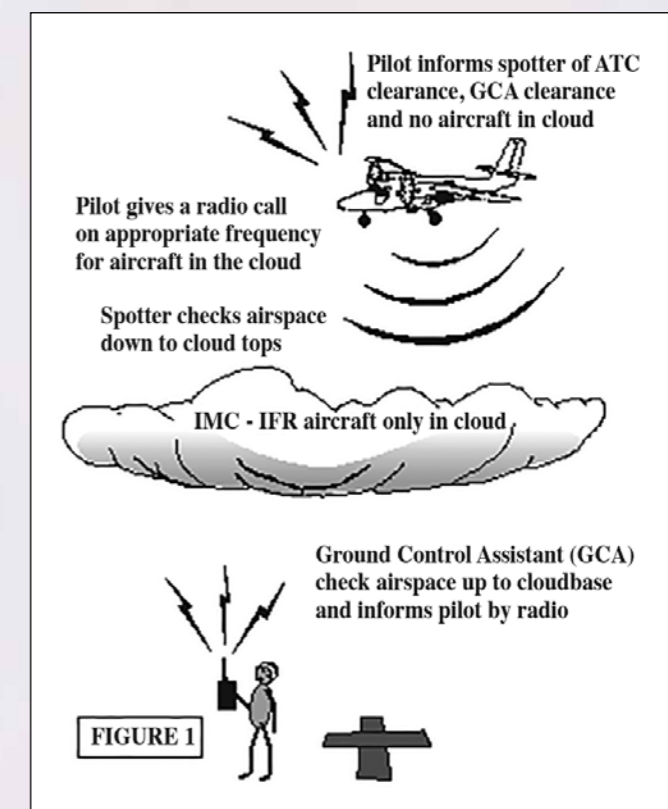 Pilot informs spotter of ATC
clearance, GCA clearance
and no aircraft in cloud
Pilot gives a radio call
on appropriate frequency
for aircraft in the cloud
Spotter checks airspace
down to cloud tops
IMC - IFR aircraft only in cloud
Ground Control Assistant (GCA)
check airspace up to cloudbase
and informs pilot by radio
FIGURE 1